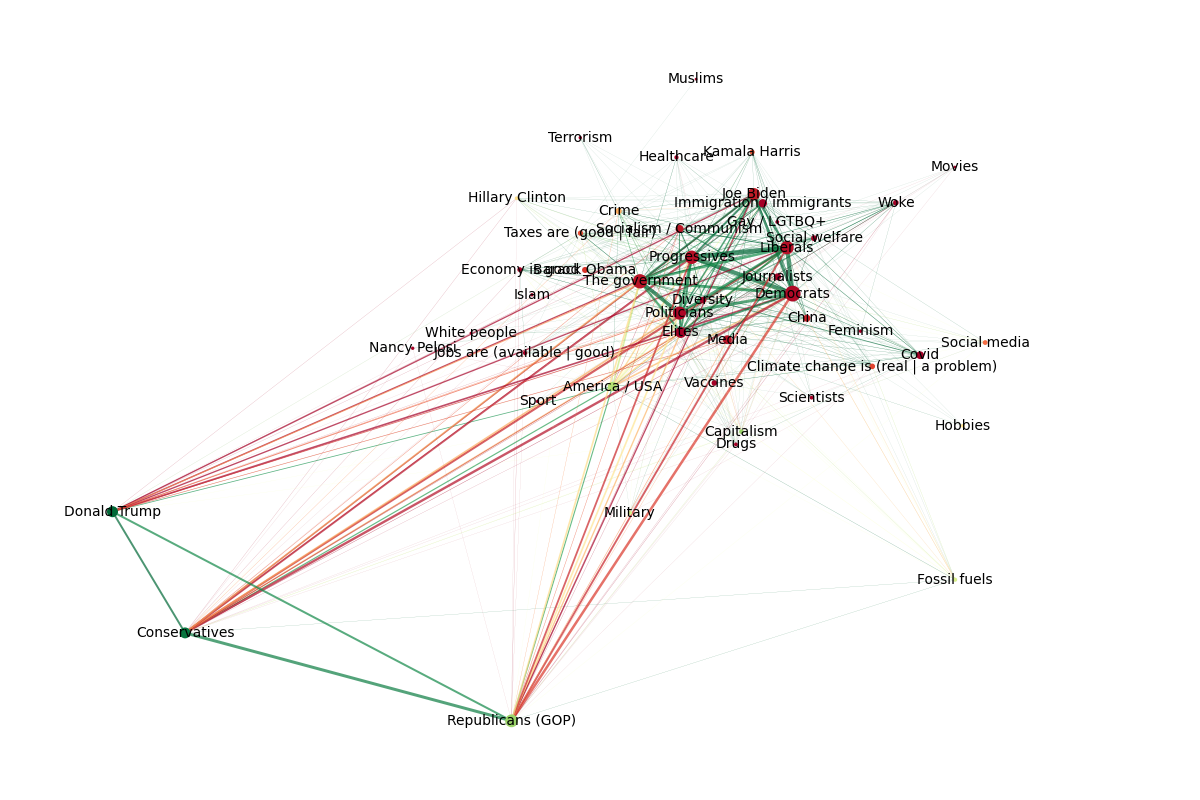 Muslims
Terrorism
Healthcare
Kamala Harris
Movies
Joe Biden
Hillary Clinton
Immigration / Immigrants
Woke
Crime
Gay / LGTBQ+
Socialism / Communism
Taxes are (good | fair)
Social welfare
Liberals
Progressives
Economy is good
Barack Obama
Journalists
The government
Islam
Democrats
Diversity
Politicians
China
White people
Elites
Feminism
Media
Social media
Nancy Pelosi
Jobs are (available | good)
Covid
Climate change is (real | a problem)
America / USA
Vaccines
Sport
Scientists
Hobbies
Capitalism
Drugs
Donald Trump
Military
Fossil fuels
Conservatives
Republicans (GOP)